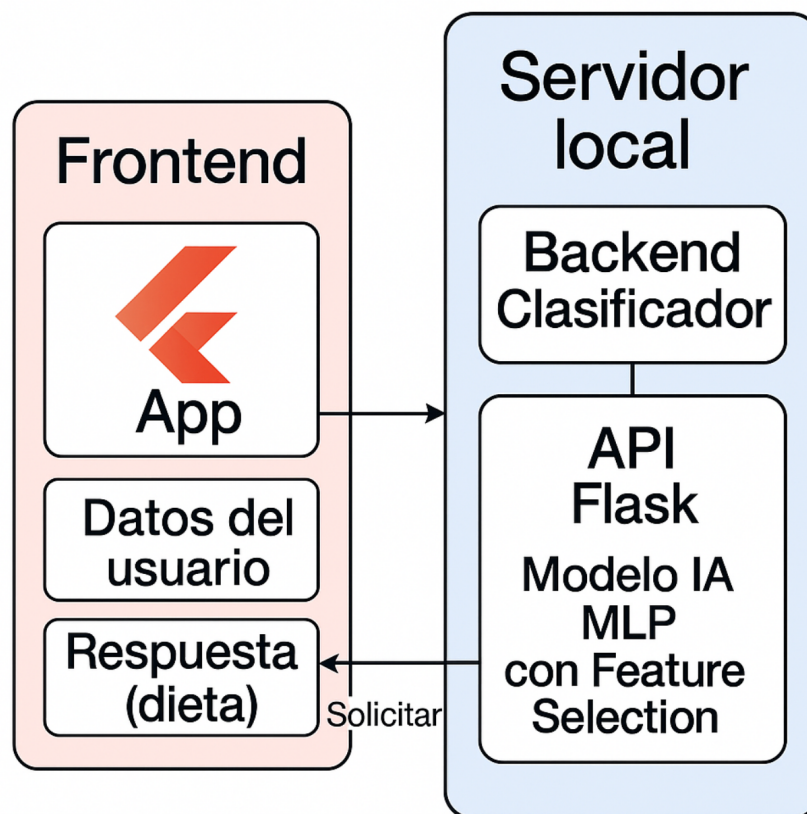 Frontend
App
Datos del
usuario
Respuesta
(dieta)
Solicitar
Servidor
local
Backend
Clasificador
API
Flask
Modelo IA
MLP
con Feature
Selection